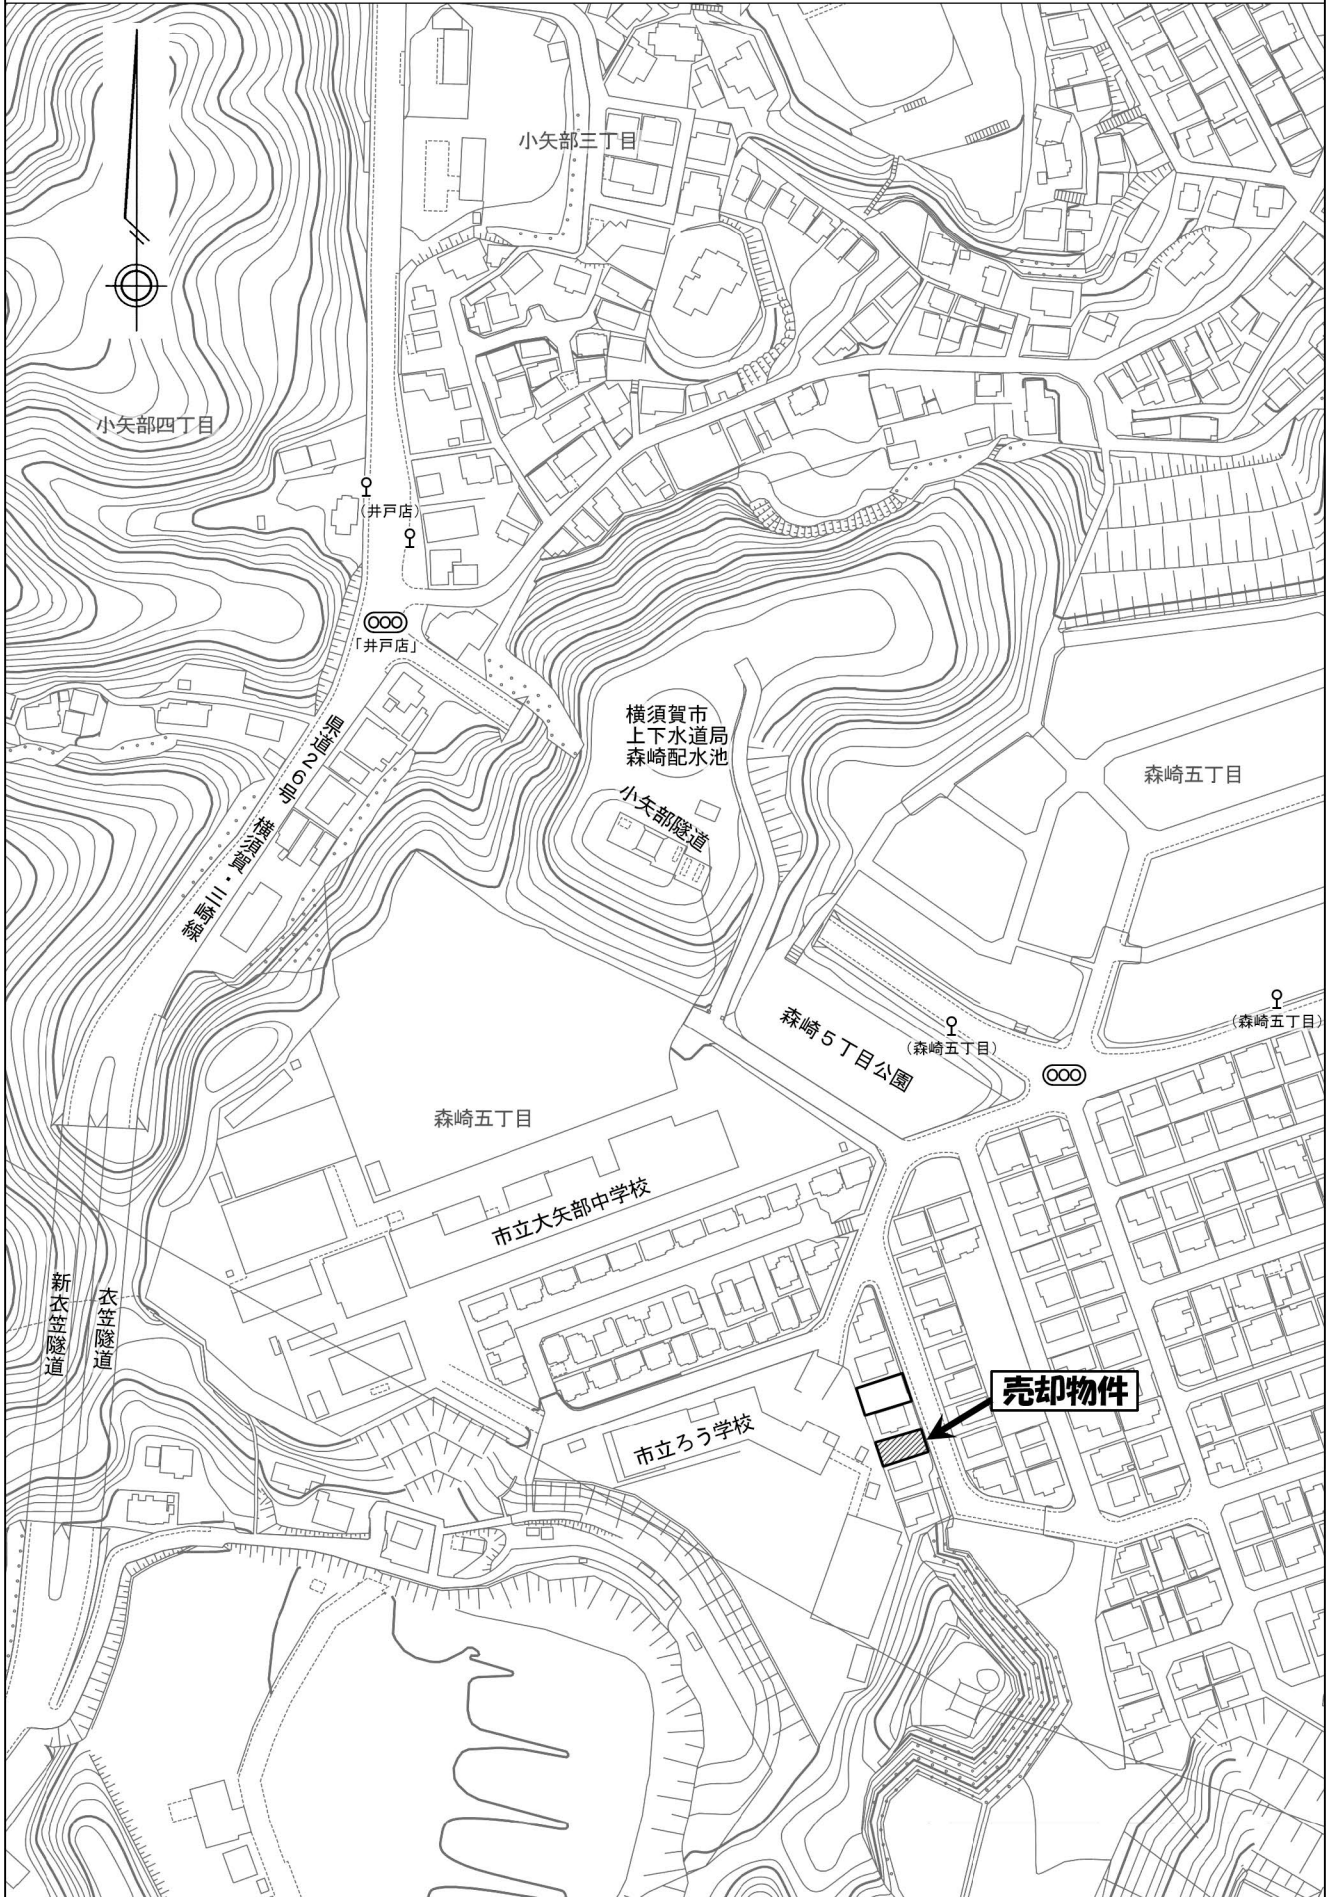 小矢部三丁目
小矢部四丁目
(井戸店)
「井戸店」
県道26号 横須賀・三崎線
横須賀市
上下水道局
森崎配水池
小矢部隧道
森崎五丁目
(森崎五丁目)
(森崎五丁目)
森崎5丁目公園
森崎五丁目
市立大矢部中学校
新衣笠隧道
衣笠隧道
売却物件
市立ろう学校